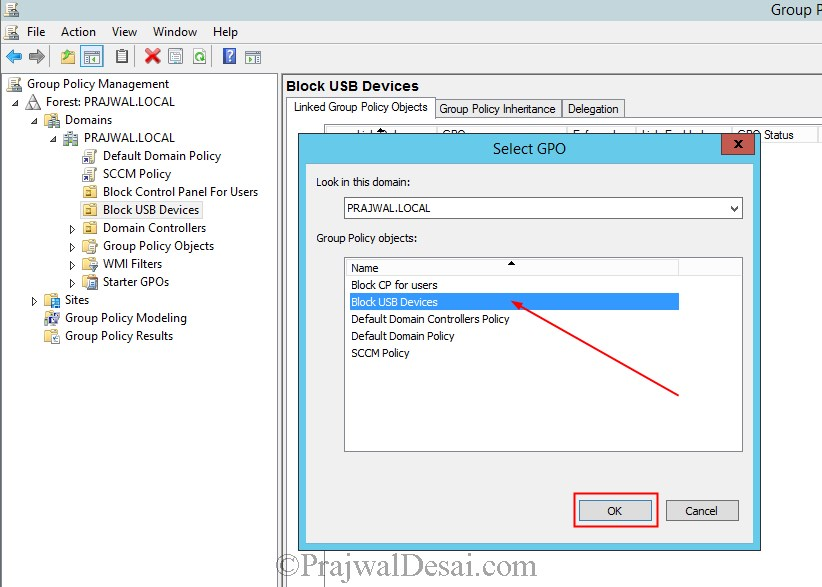 Group P
File Action View Window Help
Group Policy Management
Forest: PRAJWAL.LOCAL
Domains
PRAJWAL.LOCAL
Default Domain Policy
SCCM Policy
Block Control Panel For Users
Block USB Devices
Domain Controllers
Group Policy Objects
WMI Filters
Starter GPOs
Sites
Group Policy Modeling
Group Policy Results
Block USB Devices
Linked Group Policy Objects Group Policy Inheritance Delegation
GPO Status
Select GPO
Look in this domain:
PRAJWAL.LOCAL
Group Policy objects:
Name
Block CP for users
Block USB Devices
Default Domain Controllers Policy
Default Domain Policy
SCCM Policy
OK Cancel
©PrajwalDesai.com